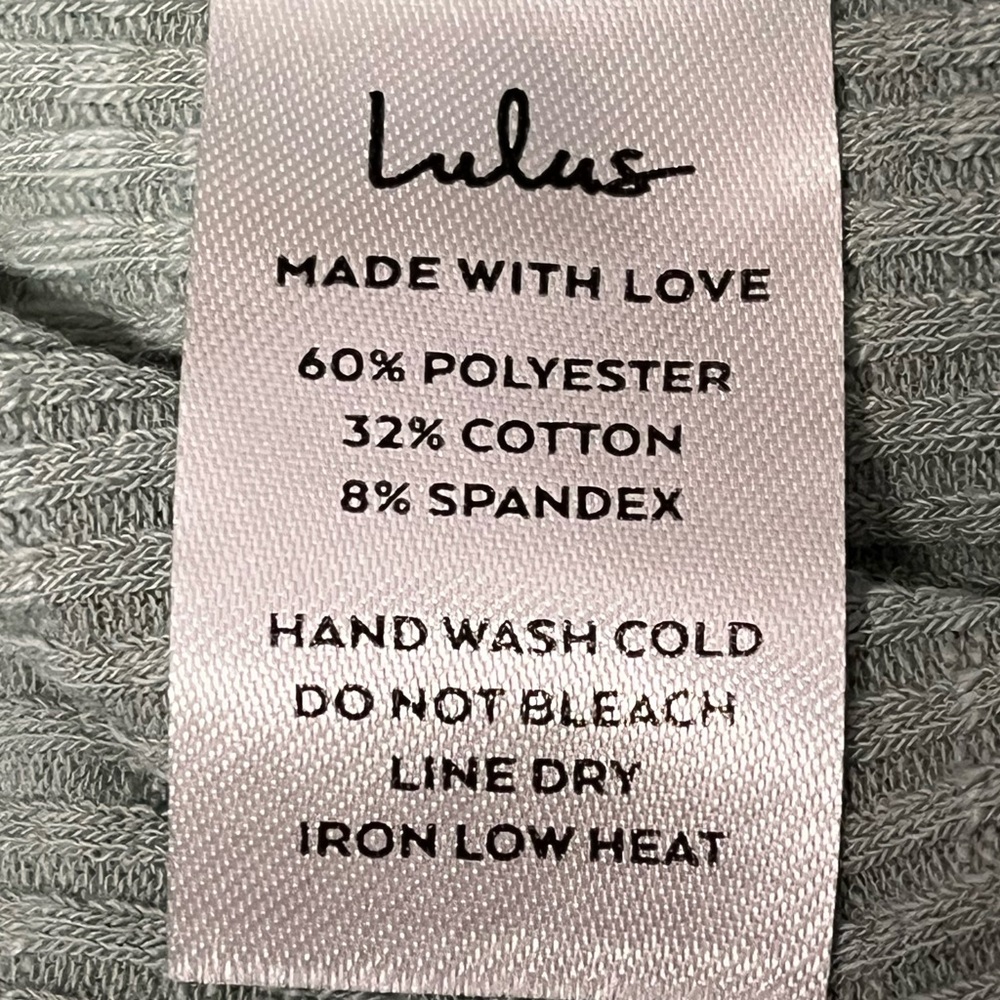 Lulus
MADE WITH LOVE
60% POLYESTER
32% COTTON
8% SPANDEX
HAND WASH COLD
DO NOT BLEACH
LINE DRY
IRON LOW HEAT